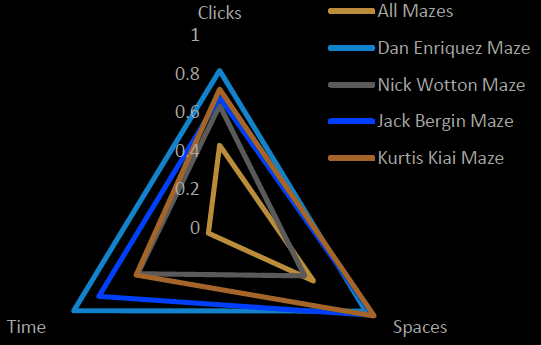 Clicks
1
0.8
0.6
0.4
0.2
0
Time
Spaces
All Mazes
Dan Enriquez Maze
Nick Wotton Maze
Jack Bergin Maze
Kurtis Kiai Maze